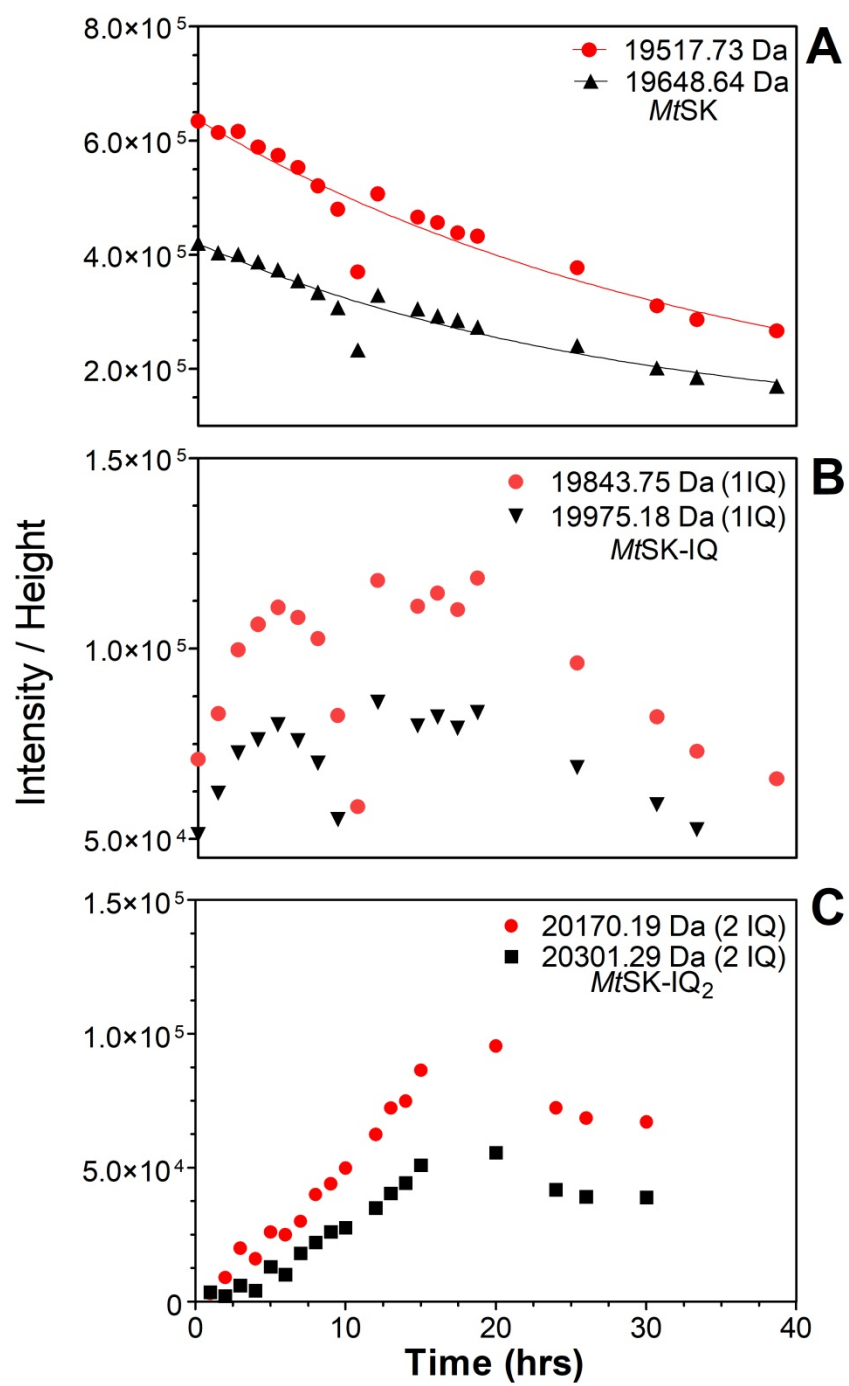 A
8.0×10⁵
6.0×10⁵
4.0×10⁵
2.0×10⁵
19517.73 Da
19648.64 Da
MtSK
B
1.5×10⁵
1.0×10⁵
5.0×10⁴
19843.75 Da (1IQ)
19975.18 Da (1IQ)
MtSK-IQ
Intensity / Height
C
1.5×10⁵
1.0×10⁵
5.0×10⁴
0
20170.19 Da (2 IQ)
20301.29 Da (2 IQ)
MtSK-IQ₂
0 10 20 30 40
Time (hrs)